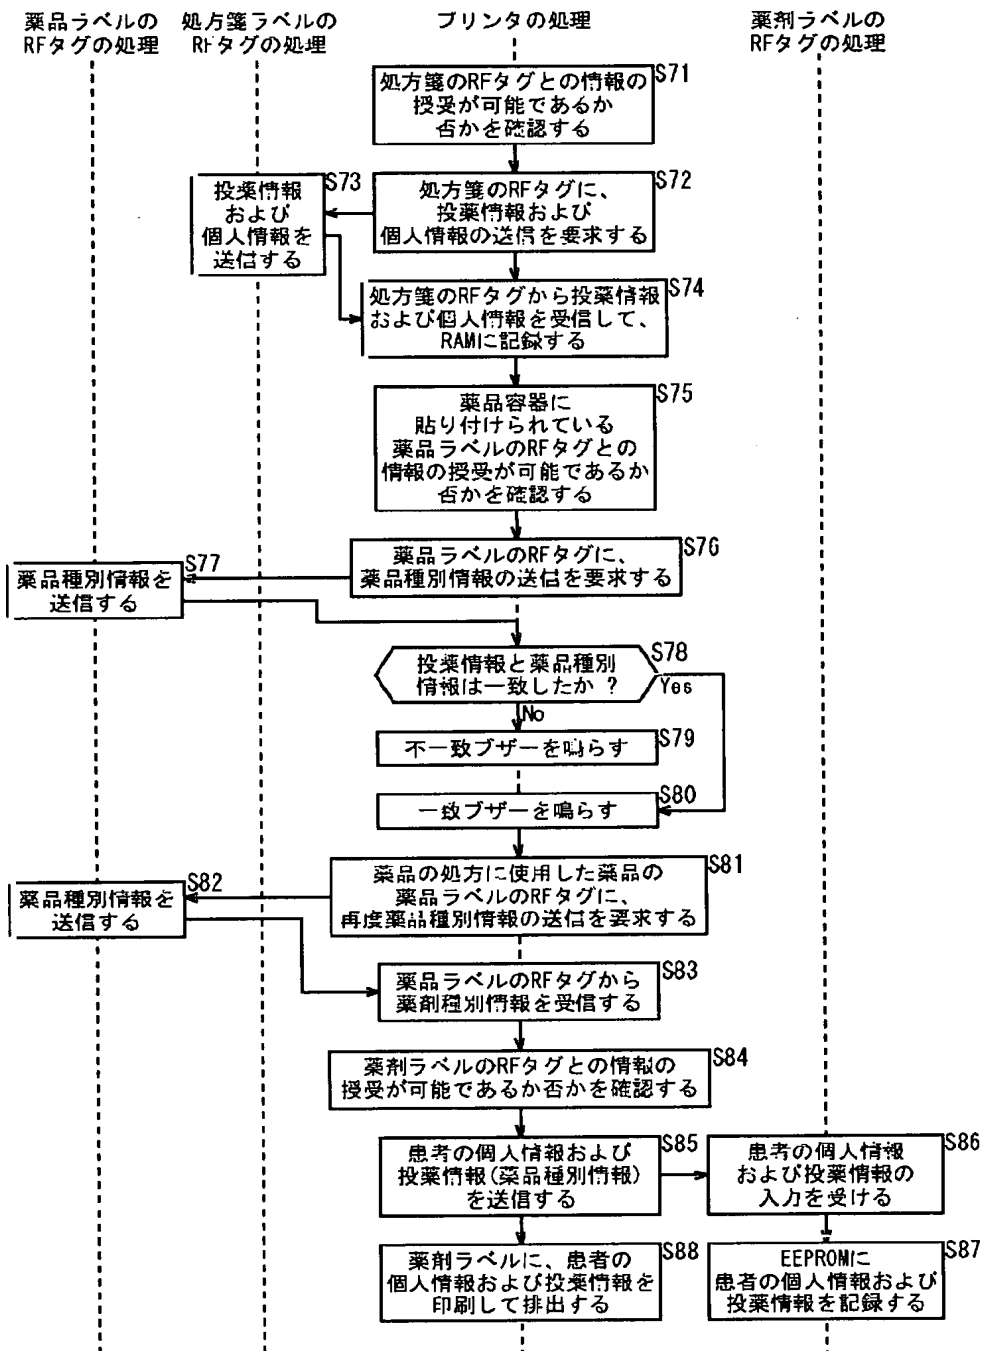 薬品ラベルの
RFタグの処理
処方箋ラベルの
RFタグの処理
プリンタの処理
薬剤ラベルの
RFタグの処理
S71
処方箋のRFタグとの情報の
授受が可能であるか
否かを確認する
S72
処方箋のRFタグに、
投薬情報および
個人情報の送信を要求する
S73
投薬情報
および
個人情報を
送信する
S74
処方箋のRFタグから投薬情報
および個人情報を受信して、
RAMに記録する
S75
薬品容器に
貼り付けられている
薬品ラベルのRFタグとの
情報の授受が可能であるか
否かを確認する
S76
薬品ラベルのRFタグに、
薬品種別情報の送信を要求する
S77
薬品種別情報を
送信する
S78
投薬情報と薬品種別
情報は一致したか？
Yes
No
S79
不一致ブザーを鳴らす
S80
一致ブザーを鳴らす
S81
薬品の処方に使用した薬品の
薬品ラベルのRFタグに、
再度薬品種別情報の送信を要求する
S82
薬品種別情報を
送信する
S83
薬品ラベルのRFタグから
薬剤種別情報を受信する
S84
薬剤ラベルのRFタグとの情報の
授受が可能であるか否かを確認する
S85
患者の個人情報および
投薬情報(薬品種別情報)
を送信する
S86
患者の個人情報
および投薬情報の
入力を受ける
S88
薬剤ラベルに、患者の
個人情報および投薬情報を
印刷して排出する
S87
EEPROMに
患者の個人情報および
投薬情報を記録する